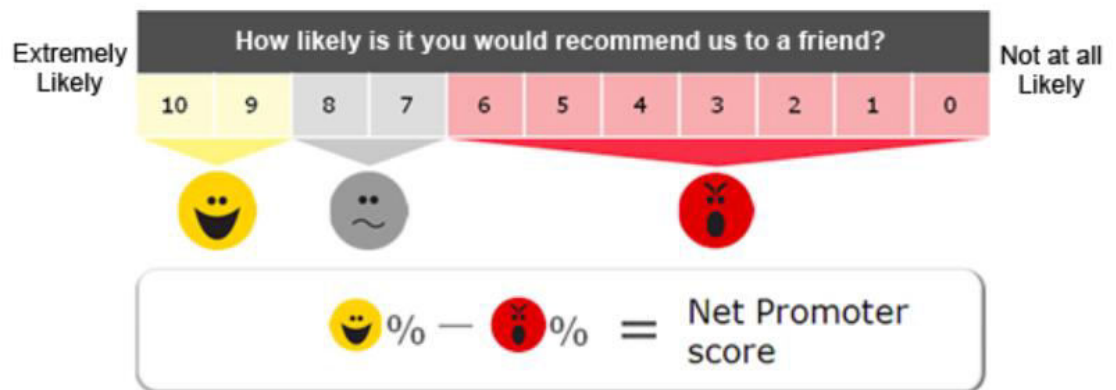 How likely is it you would recommend us to a friend?
Extremely
Likely
10 9 8 7 6 5 4 3 2 1 0
Not at all
Likely
% — % = Net Promoter
score